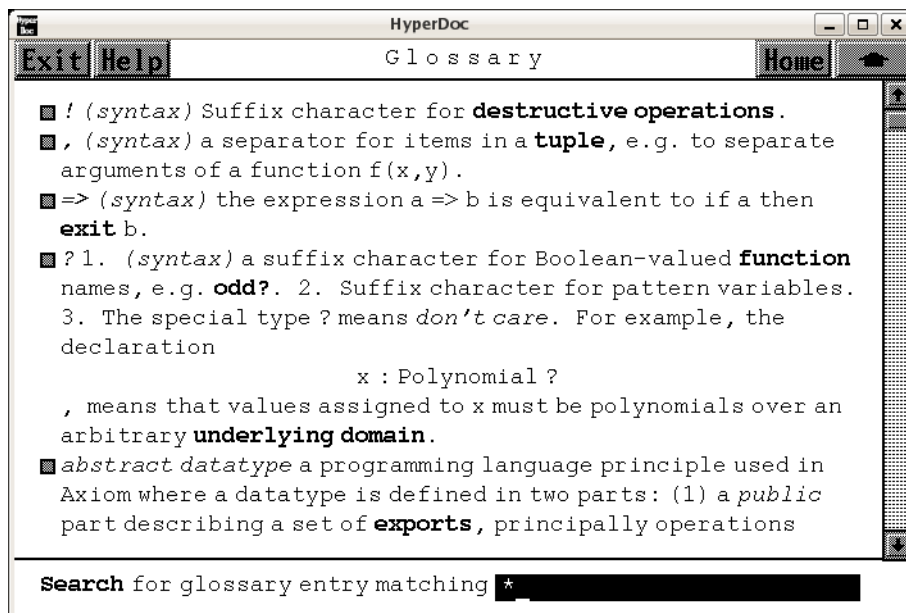 Hyper Doc
HyperDoc
Exit Help Glossary Home
! (syntax) Suffix character for destructive operations.
, (syntax) a separator for items in a tuple, e.g. to separate
arguments of a function f(x,y).
=> (syntax) the expression a => b is equivalent to if a then
exit b.
? 1. (syntax) a suffix character for Boolean-valued function
names, e.g. odd?. 2. Suffix character for pattern variables.
3. The special type ? means don't care. For example, the
declaration
x : Polynomial ?
, means that values assigned to x must be polynomials over an
arbitrary underlying domain.
abstract datatype a programming language principle used in
Axiom where a datatype is defined in two parts: (1) a public
part describing a set of exports, principally operations
Search for glossary entry matching *_